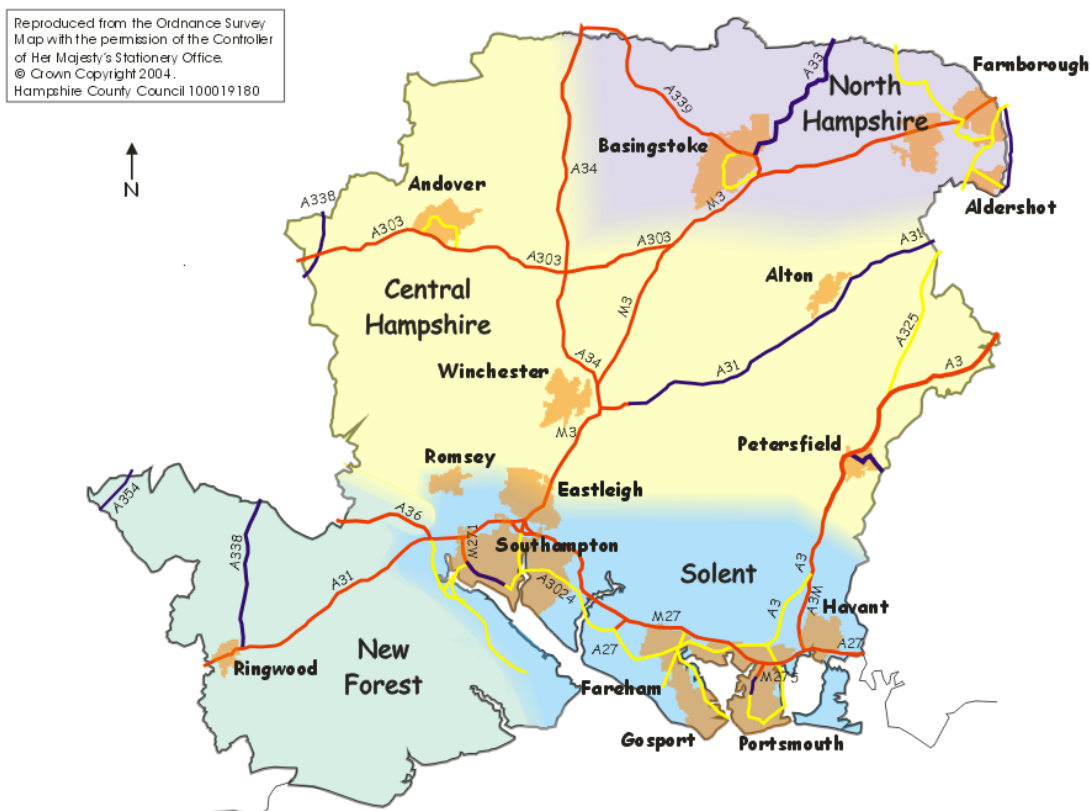 Reproduced from the Ordnance Survey
Map with the permission of the Controller
of Her Majesty's Stationery Office.
© Crown Copyright 2004.
Hampshire County Council 100019180
N
A33
Farnborough
North
Hampshire
A339
Basingstoke
A34
M3
Andover
A338
Aldershot
A303
A303
A303
A31
Alton
Central
Hampshire
M3
A325
A34
A3
Winchester
A31
M3
Petersfield
Romsey
Eastleigh
A354
A36
A338
M271
Southampton
A31
A3024
Solent
A3
A3
A3M
Havant
M27
A27
A27
New
Forest
Ringwood
Fareham
M275
Gosport
Portsmouth